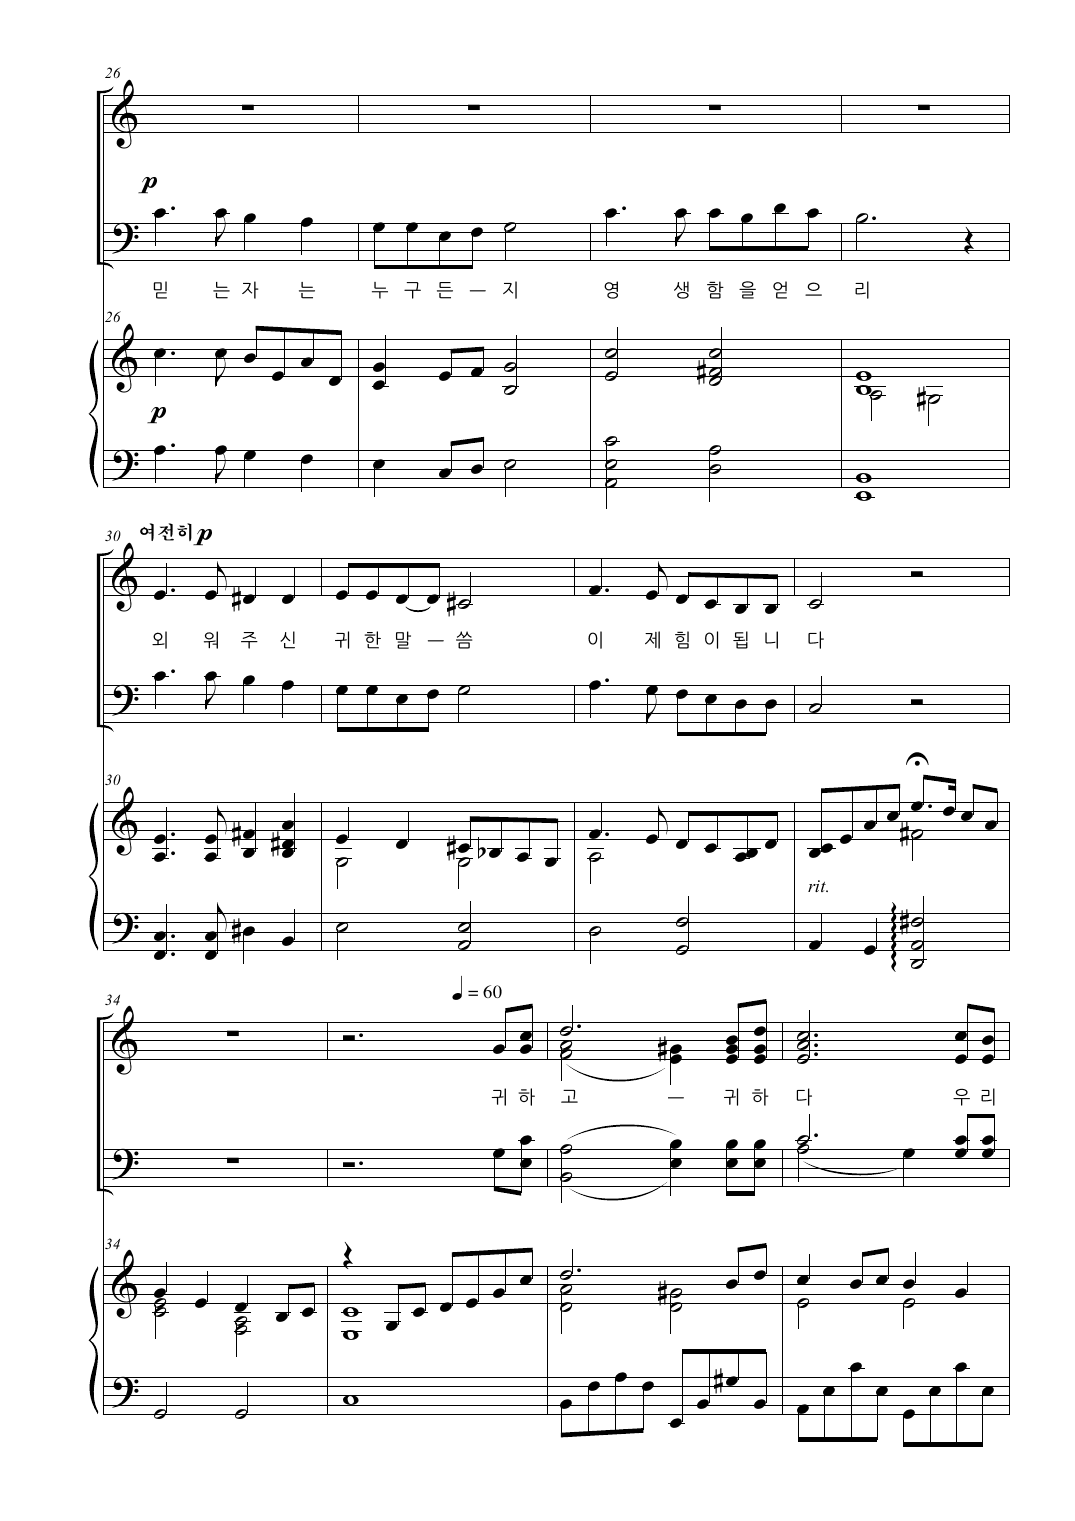 26
p
믿 는 자 는 누 구 든 — 지 영 생 함 을 얻 으 리
26
p
30 여전히 p
외 워 주 신 귀 한 말 — 씀 이 제 힘 이 됩 니 다
30
rit.
34 ♩ = 60
귀 하 고 — 귀 하 다 우 리
34